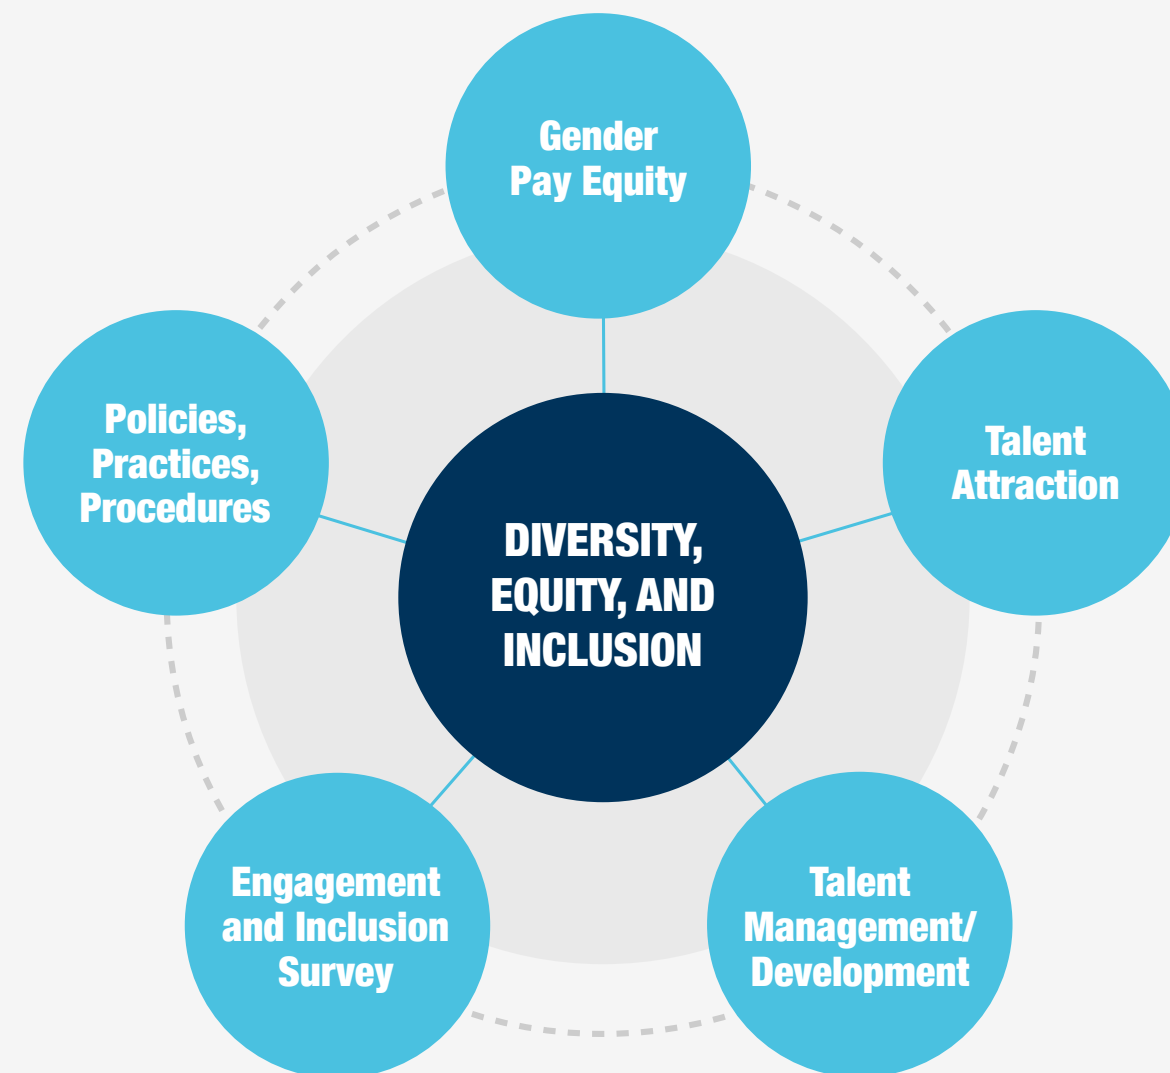 Gender
Pay Equity
Talent
Attraction
Talent
Management/
Development
Engagement
and Inclusion
Survey
Policies,
Practices,
Procedures
DIVERSITY,
EQUITY, AND
INCLUSION